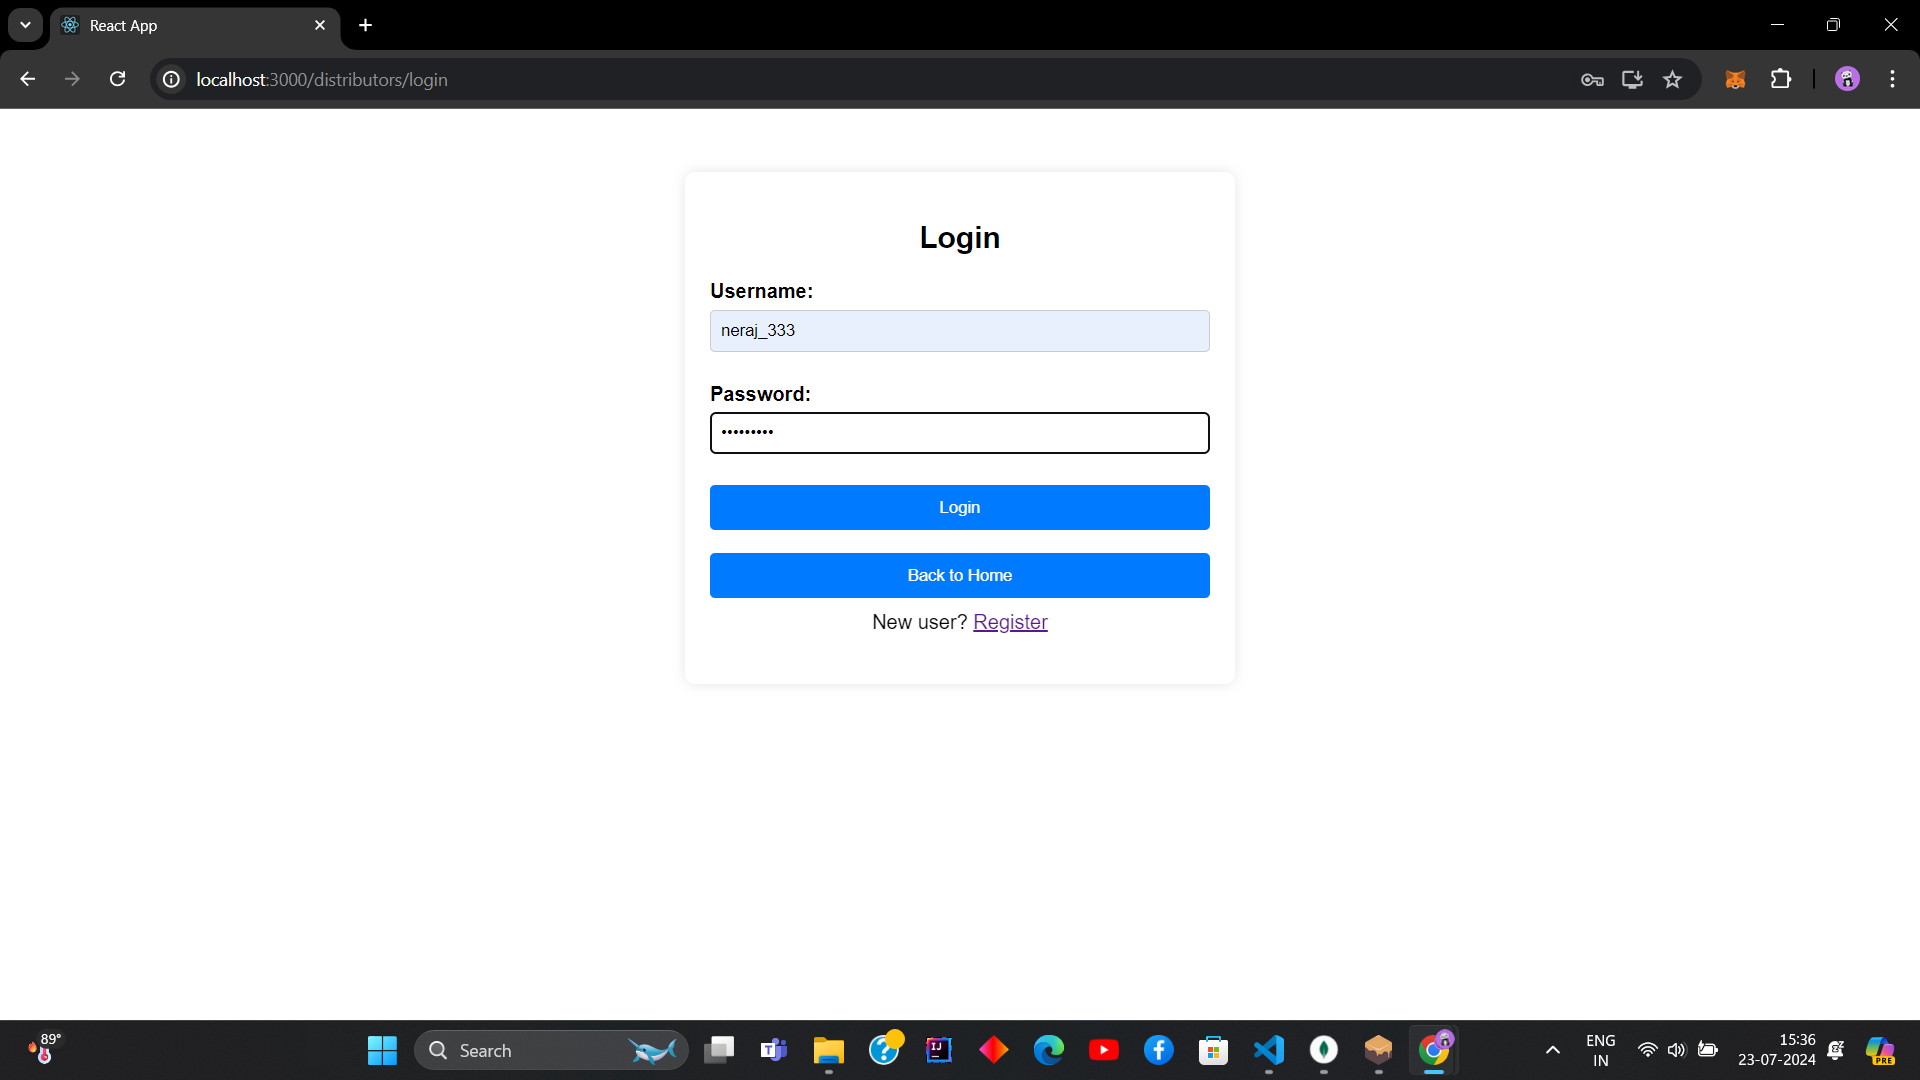 React App
localhost:3000/distributors/login
Login
Username:
neraj_333
Password:
•••••••••
Login
Back to Home
New user? Register
89°
Search
ENG
IN
15:36
23-07-2024
PRE